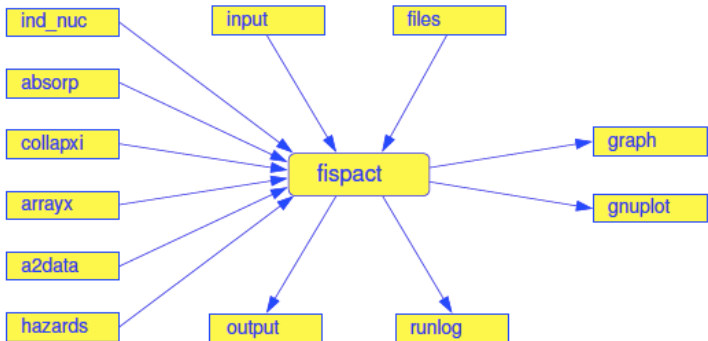 ind_nuc
input
files
absorp
collapxi
graph
fispact
arrayx
gnuplot
a2data
hazards
output
runlog